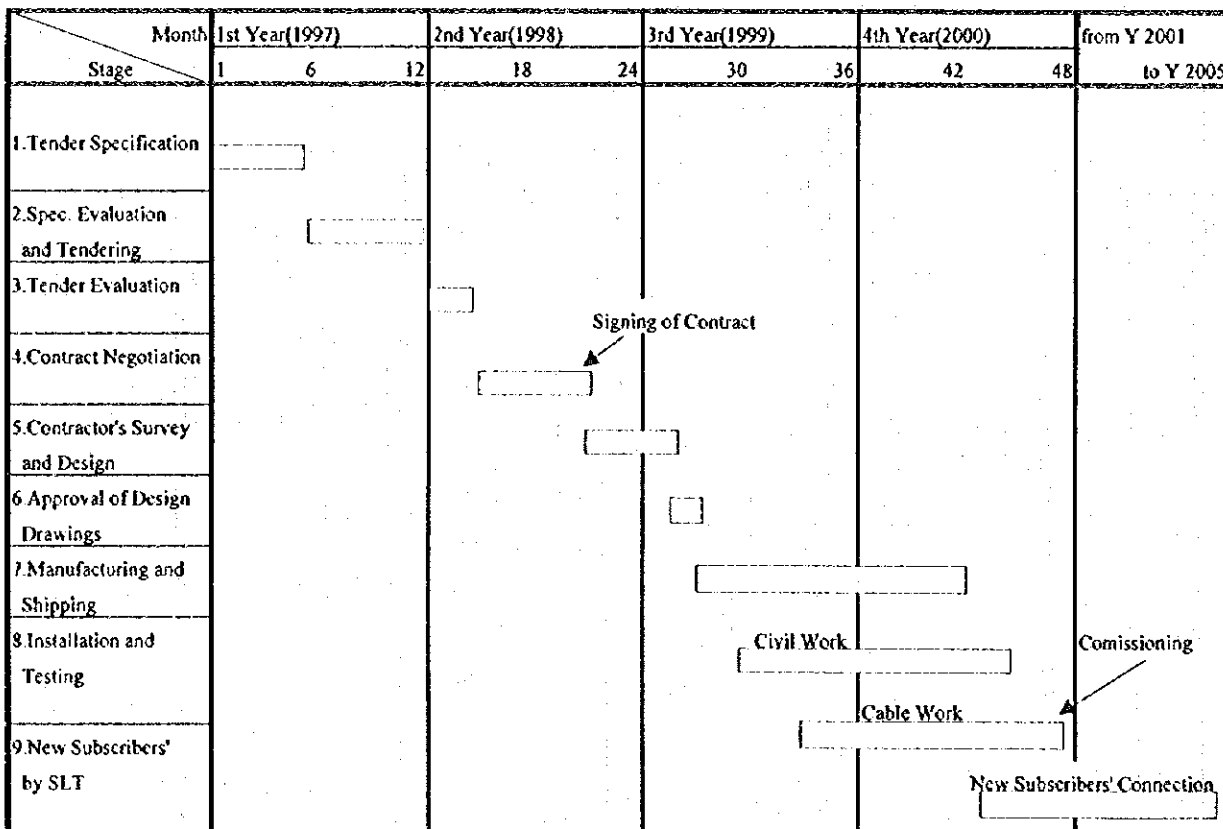 Month 1st Year(1997) 2nd Year(1998) 3rd Year(1999) 4th Year(2000) from Y 2001
Stage 1 6 12 18 24 30 36 42 48 to Y 2005
1.Tender Specification
2.Spec. Evaluation
and Tendering
3.Tender Evaluation
Signing of Contract
4.Contract Negotiation
5.Contractor's Survey
and Design
6.Approval of Design
Drawings
7.Manufacturing and
Shipping
8.Installation and
Testing
Civil Work
Comissioning
Cable Work
9.New Subscribers'
by SLT
New Subscribers' Connection